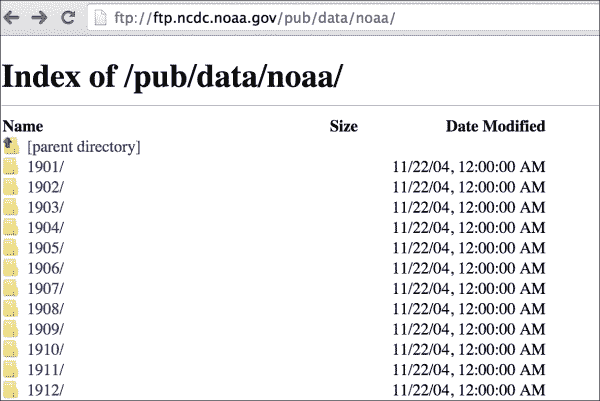 ftp://ftp.ncdc.noaa.gov/pub/data/noaa/
Index of /pub/data/noaa/
Name Size Date Modified
[parent directory]
1901/ 11/22/04, 12:00:00 AM
1902/ 11/22/04, 12:00:00 AM
1903/ 11/22/04, 12:00:00 AM
1904/ 11/22/04, 12:00:00 AM
1905/ 11/22/04, 12:00:00 AM
1906/ 11/22/04, 12:00:00 AM
1907/ 11/22/04, 12:00:00 AM
1908/ 11/22/04, 12:00:00 AM
1909/ 11/22/04, 12:00:00 AM
1910/ 11/22/04, 12:00:00 AM
1911/ 11/22/04, 12:00:00 AM
1912/ 11/22/04, 12:00:00 AM